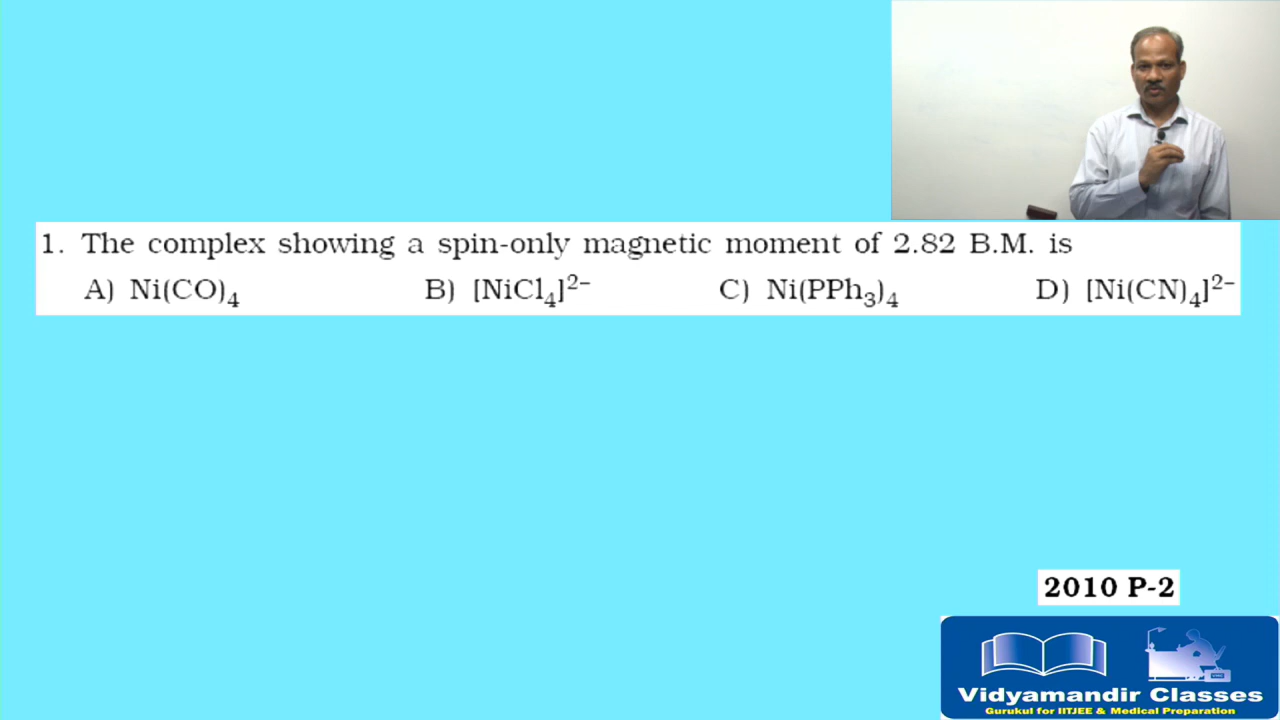 1. The complex showing a spin-only magnetic moment of 2.82 B.M. is
A) Ni(CO)₄ B) [NiCl₄]²⁻ C) Ni(PPh₃)₄ D) [Ni(CN)₄]²⁻
2010 P-2
Vidyamandir Classes
Gurukul for IITJEE & Medical Preparation